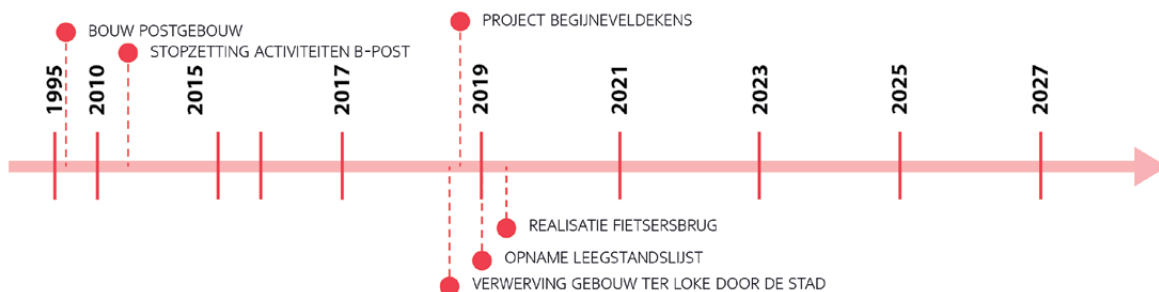 PROJECT BEGIJNEVELDEKENS
BOUW POSTGEBOUW
STOPZETTING ACTIVITEITEN B-POST
1995
2010
2015
2017
2019
2021
2023
2025
2027
REALISATIE FIETSERSBRUG
OPNAME LEEGSTANDSLIJST
VERWERVING GEBOUW TER LOKE DOOR DE STAD